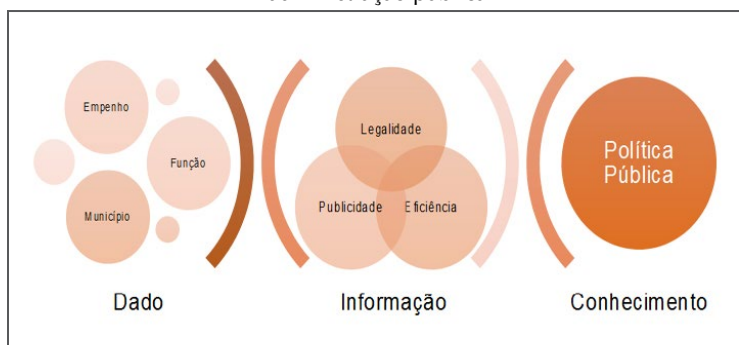 Empenho
Função
Município
Legalidade
Publicidade
Eficiência
Política
Pública
Dado
Informação
Conhecimento